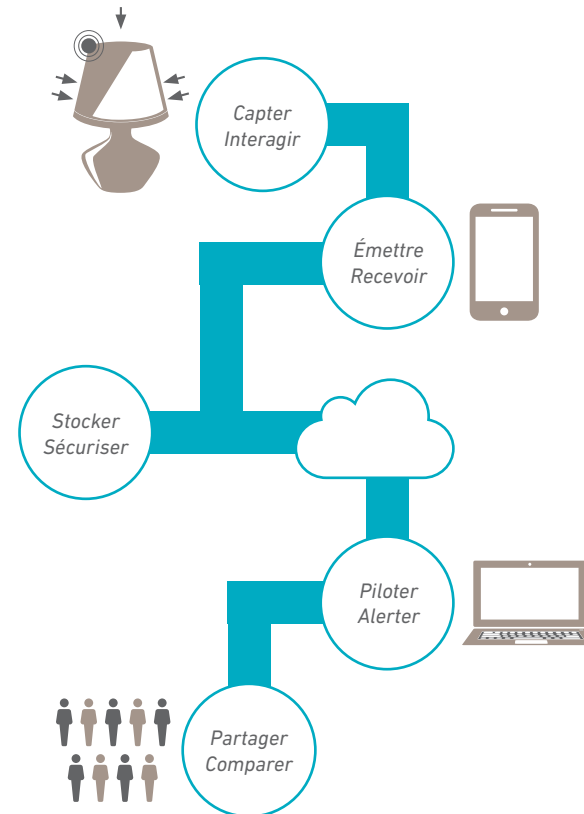 Capter
Interagir
Émettre
Recevoir
Stocker
Sécuriser
Piloter
Alerter
Partager
Comparer